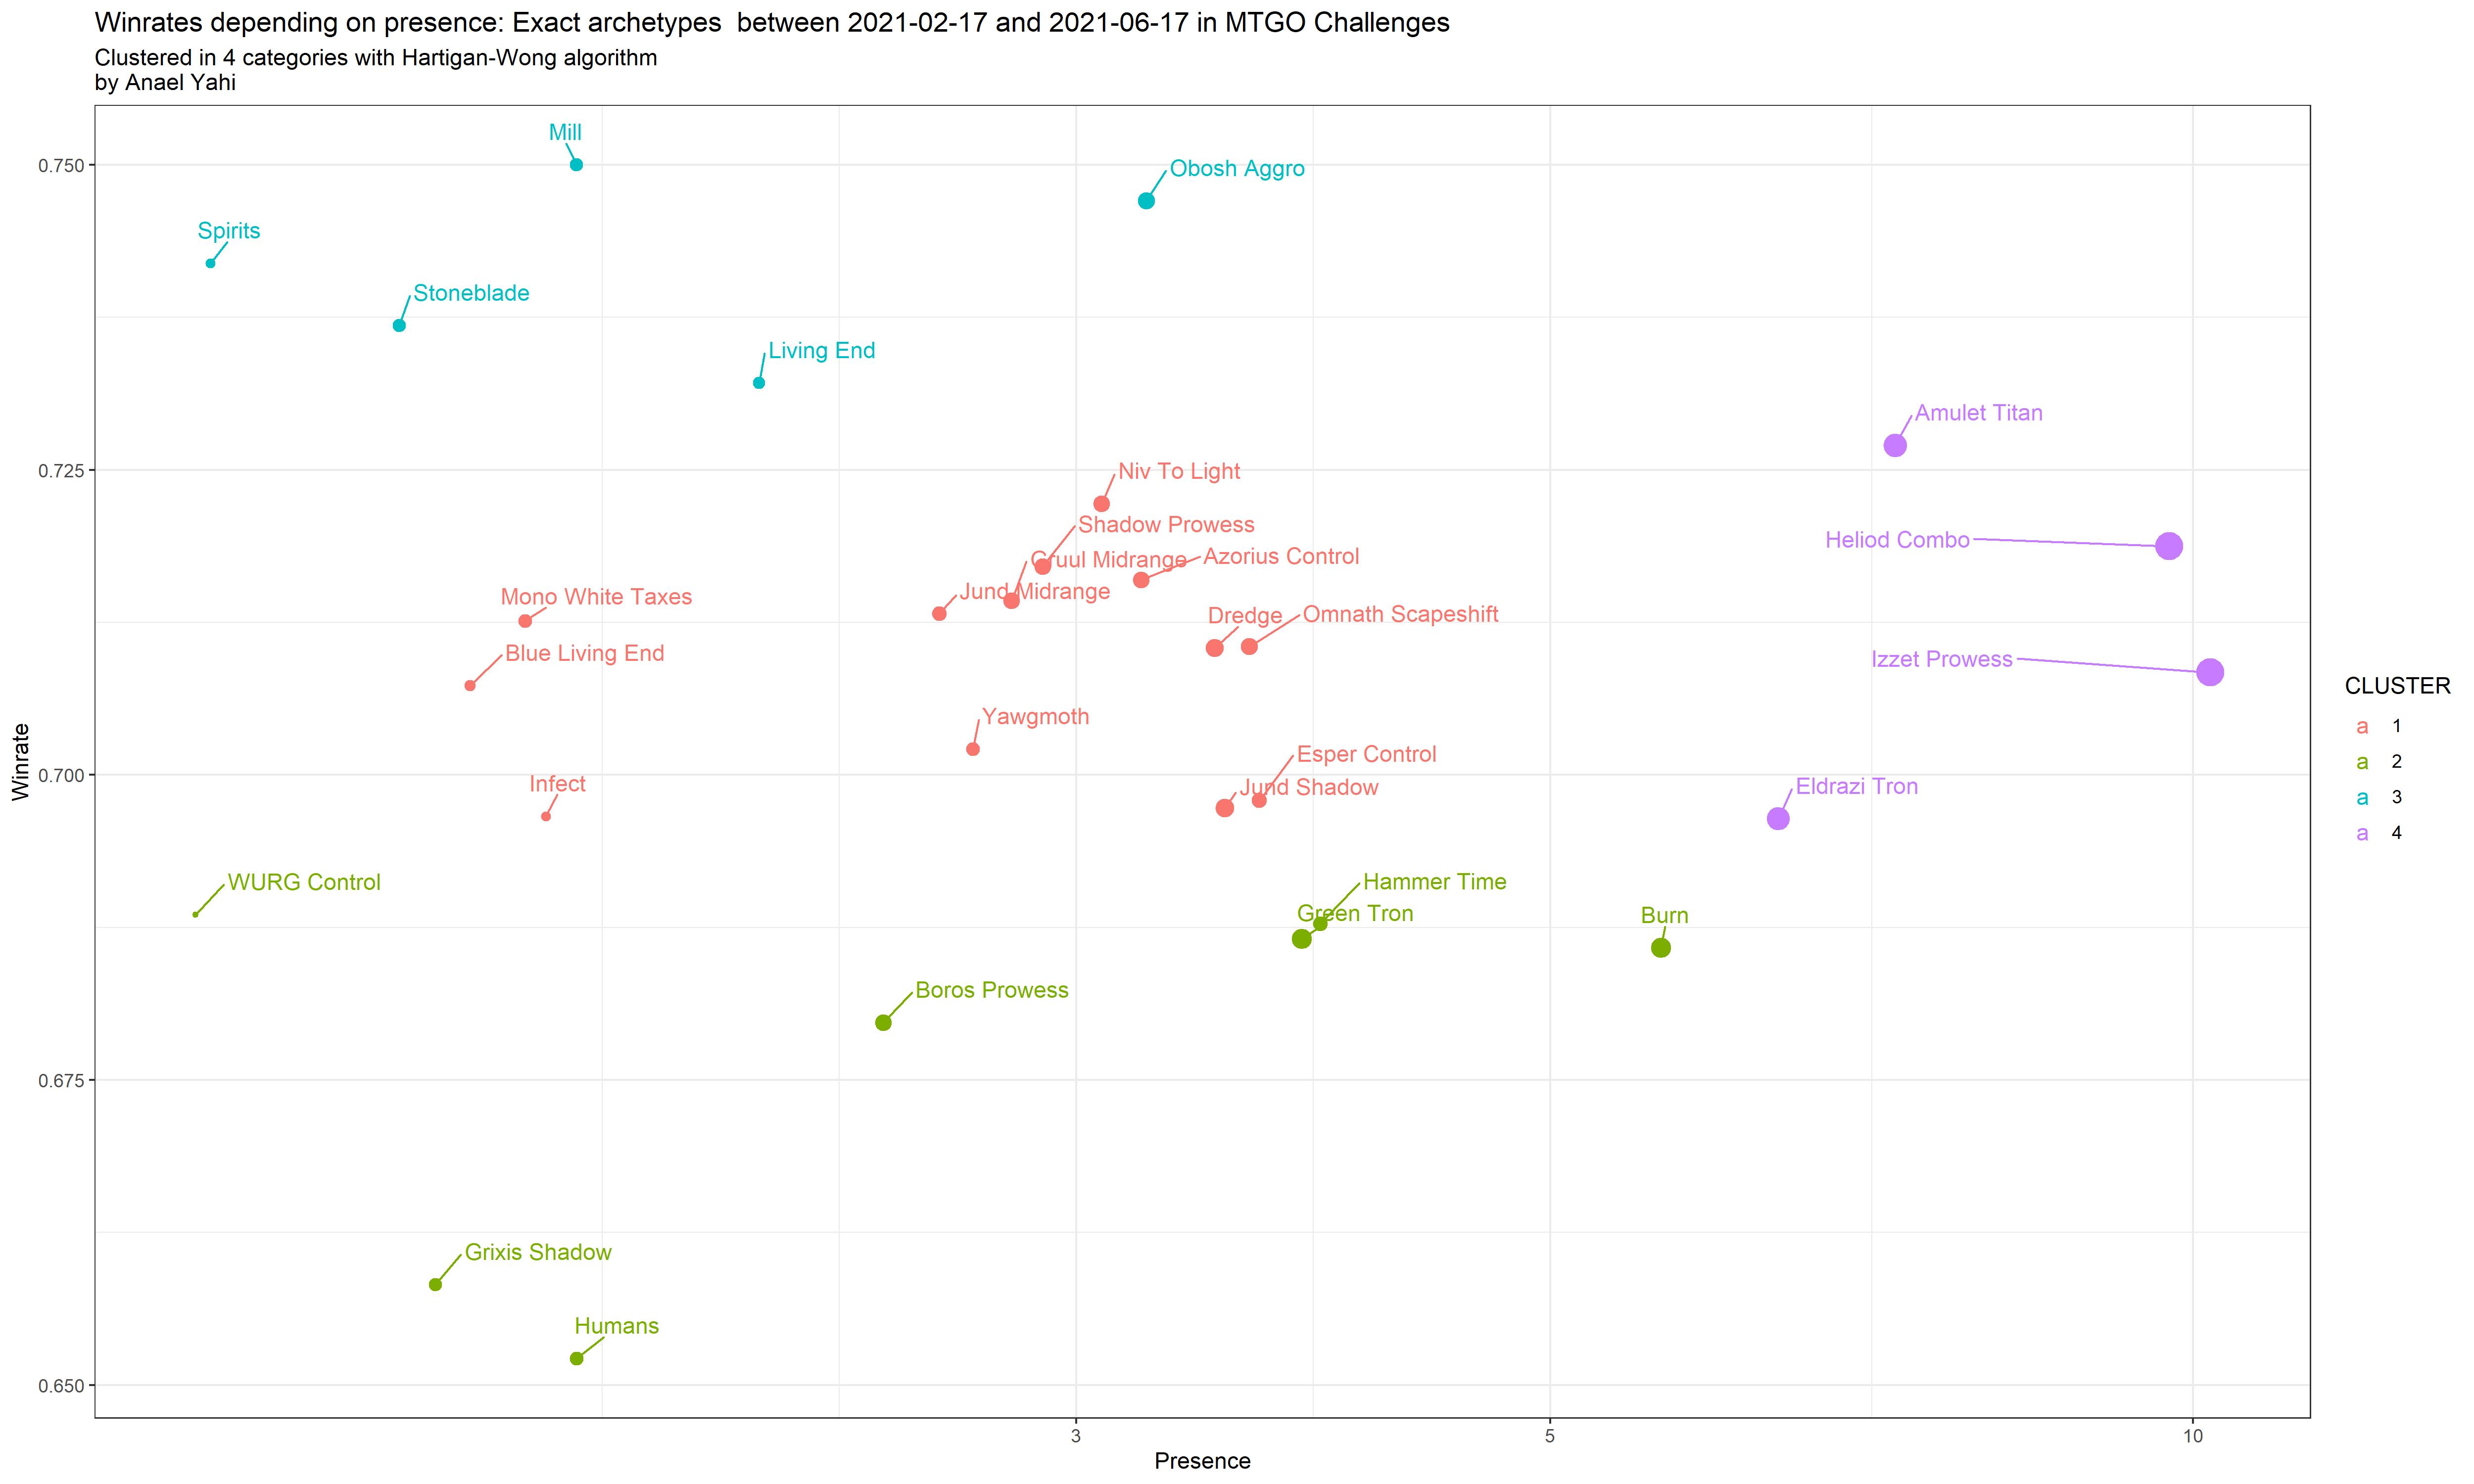 Winrates depending on presence: Exact archetypes  between 2021-02-17 and 2021-06-17 in MTGO Challenges
Clustered in 4 categories with Hartigan-Wong algorithm
by Anael Yahi
Mill
0.750
Obosh Aggro
Spirits
Stoneblade
Living End
Amulet Titan
0.725
Niv To Light
Shadow Prowess
Heliod Combo
Gruul Midrange
Azorius Control
Jund Midrange
Mono White Taxes
Dredge
Omnath Scapeshift
Blue Living End
Izzet Prowess
Yawgmoth
Esper Control
0.700
Infect
Jund Shadow
Eldrazi Tron
WURG Control
Hammer Time
Green Tron
Burn
Boros Prowess
0.675
Grixis Shadow
Humans
0.650
Winrate
3
5
10
Presence
CLUSTER
a 1
a 2
a 3
a 4